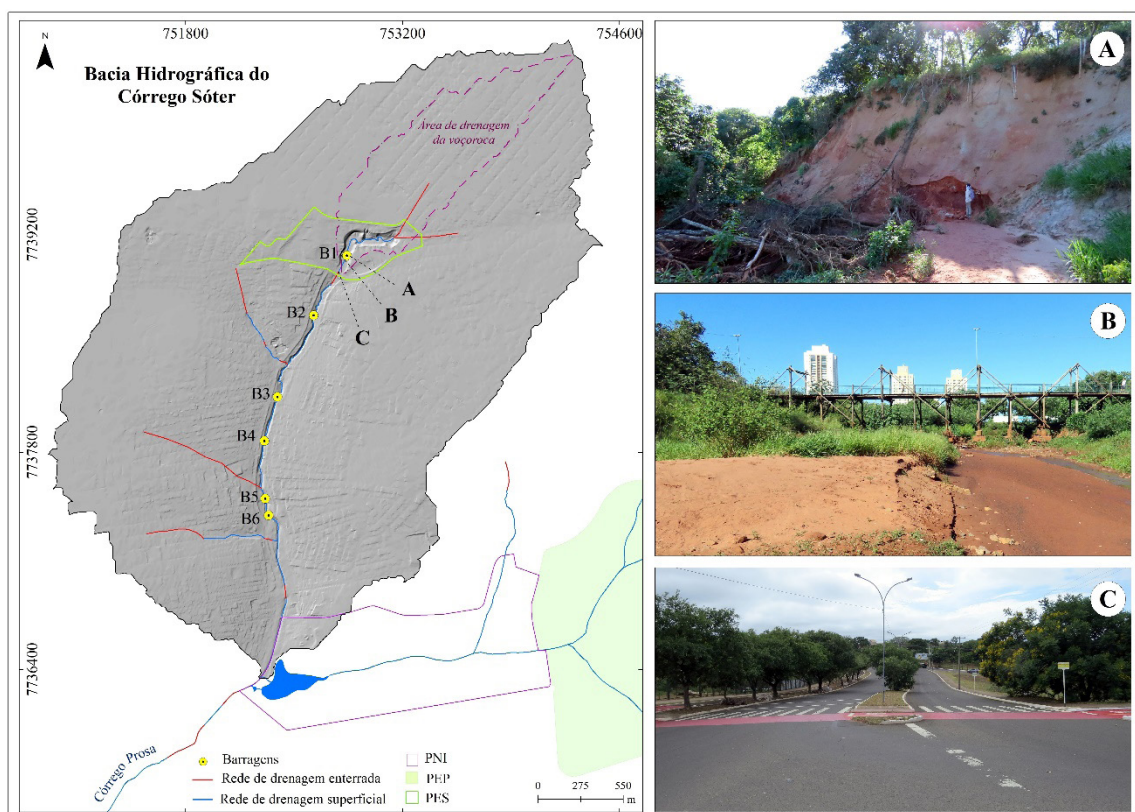 751800
753200
754600
N
Bacia Hidrográfica do
Córrego Sóter
Área de drenagem
da voçoroca
7739200
B1
A
B
B2
C
B3
7737800
B4
B5
B6
7736400
Córrego Prosa
Barragens
Rede de drenagem enterrada
Rede de drenagem superficial
PNI
PEP
PES
0 275 550
m
A
B
C